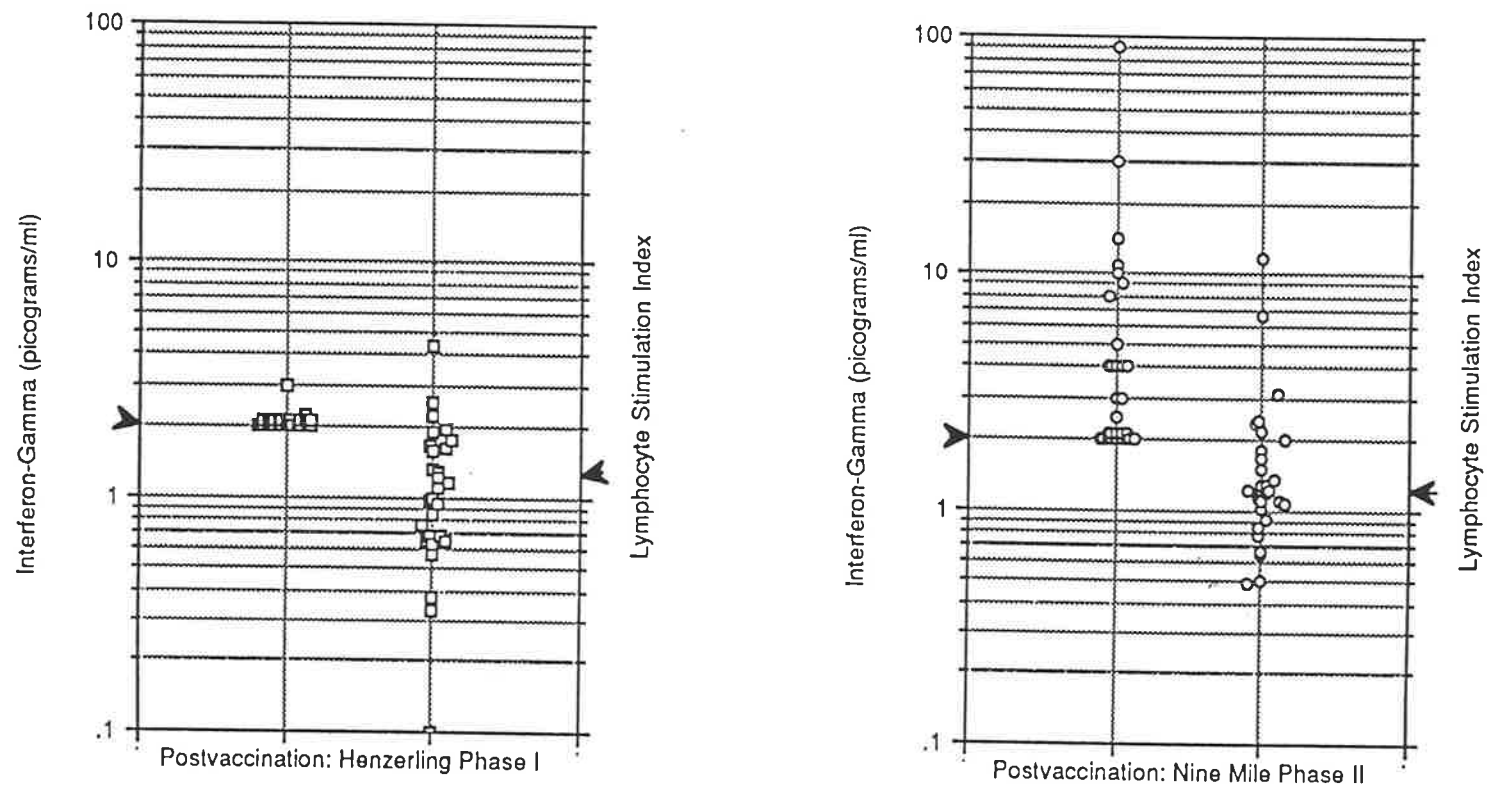 100
10
1
.1
Interferon-Gamma (picograms/ml)
Lymphocyte Stimulation Index
Postvaccination: Henzerling Phase I
100
10
1
.1
Interferon-Gamma (picograms/ml)
Lymphocyte Stimulation Index
Postvaccination: Nine Mile Phase II